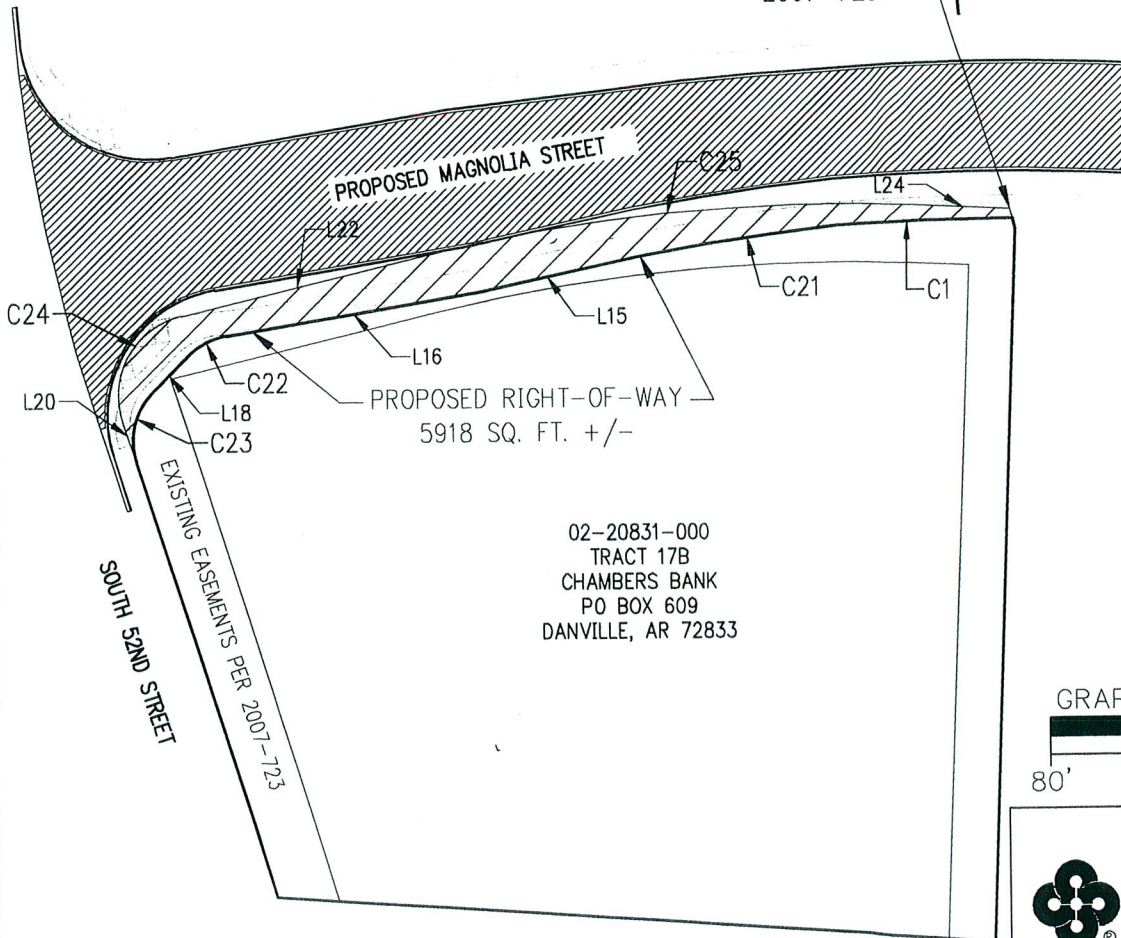 PROPOSED MAGNOLIA STREET
C25
L24
L22
C24
C21
C1
L15
L16
C22
L20
L18
C23
PROPOSED RIGHT-OF-WAY
5918 SQ. FT. +/-
EXISTING EASEMENTS PER 2007-723
SOUTH 52ND STREET
02-20831-000
TRACT 17B
CHAMBERS BANK
PO BOX 609
DANVILLE, AR 72833
80'
®